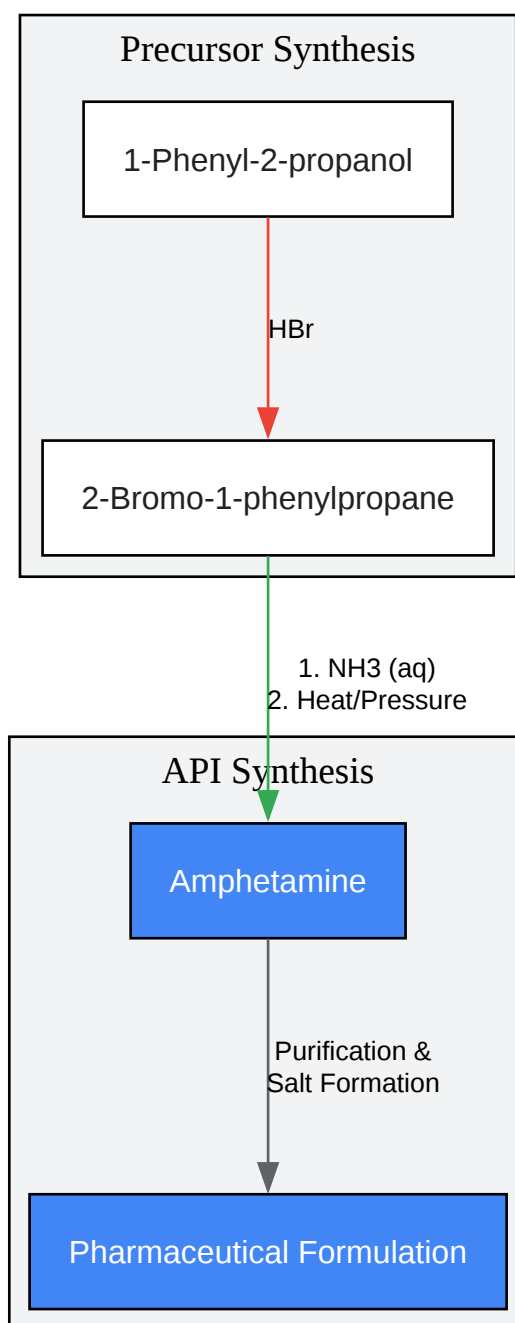 Precursor Synthesis
1-Phenyl-2-propanol
HBr
2-Bromo-1-phenylpropane
1. NH3 (aq)
2. Heat/Pressure
API Synthesis
Amphetamine
Purification &
Salt Formation
Pharmaceutical Formulation